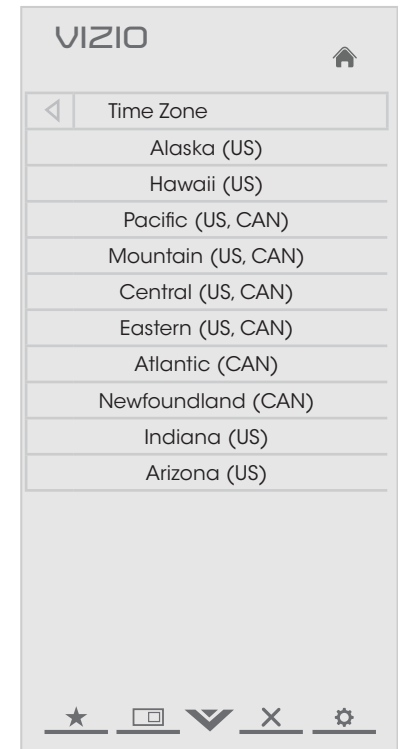 VIZIO
Time Zone
Alaska (US)
Hawaii (US)
Pacific (US, CAN)
Mountain (US, CAN)
Central (US, CAN)
Eastern (US, CAN)
Atlantic (CAN)
Newfoundland (CAN)
Indiana (US)
Arizona (US)